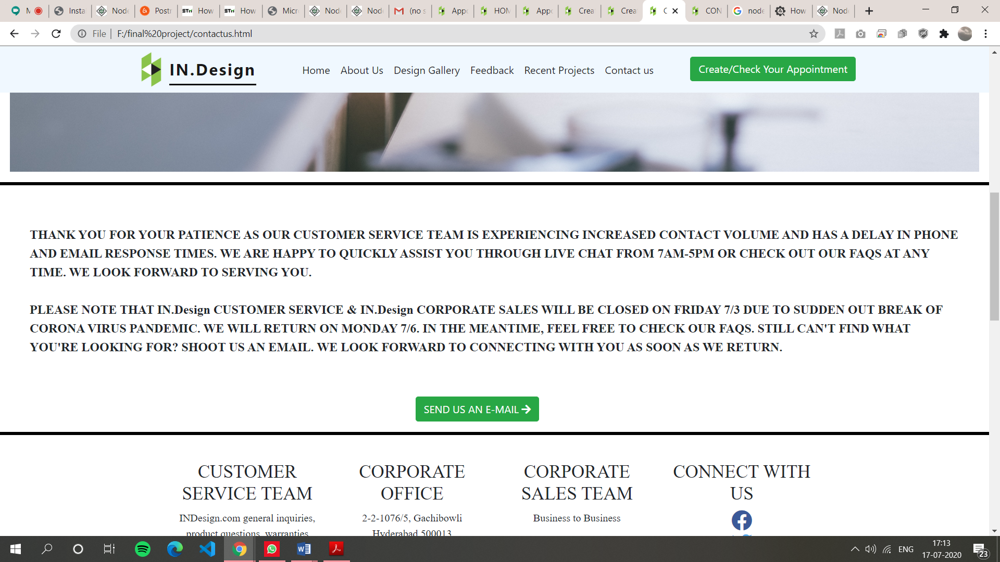 M Insta Node Postr How How Micr Node Node (no s Appo HOM Appo Crea Crea C CON node How Node
File F:/final%20project/contactus.html
IN.Design Home About Us Design Gallery Feedback Recent Projects Contact us Create/Check Your Appointment
THANK YOU FOR YOUR PATIENCE AS OUR CUSTOMER SERVICE TEAM IS EXPERIENCING INCREASED CONTACT VOLUME AND HAS A DELAY IN PHONE
AND EMAIL RESPONSE TIMES. WE ARE HAPPY TO QUICKLY ASSIST YOU THROUGH LIVE CHAT FROM 7AM-5PM OR CHECK OUT OUR FAQS AT ANY
TIME. WE LOOK FORWARD TO SERVING YOU.
PLEASE NOTE THAT IN.Design CUSTOMER SERVICE & IN.Design CORPORATE SALES WILL BE CLOSED ON FRIDAY 7/3 DUE TO SUDDEN OUT BREAK OF
CORONA VIRUS PANDEMIC. WE WILL RETURN ON MONDAY 7/6. IN THE MEANTIME, FEEL FREE TO CHECK OUR FAQS. STILL CAN'T FIND WHAT
YOU'RE LOOKING FOR? SHOOT US AN EMAIL. WE LOOK FORWARD TO CONNECTING WITH YOU AS SOON AS WE RETURN.
SEND US AN E-MAIL
CUSTOMER
SERVICE TEAM
INDesign.com general inquiries,
product questions, warranties
CORPORATE
OFFICE
2-2-1076/5, Gachibowli
Hyderabad 500013
CORPORATE
SALES TEAM
Business to Business
CONNECT WITH
US
ENG
17:13
17-07-2020
23